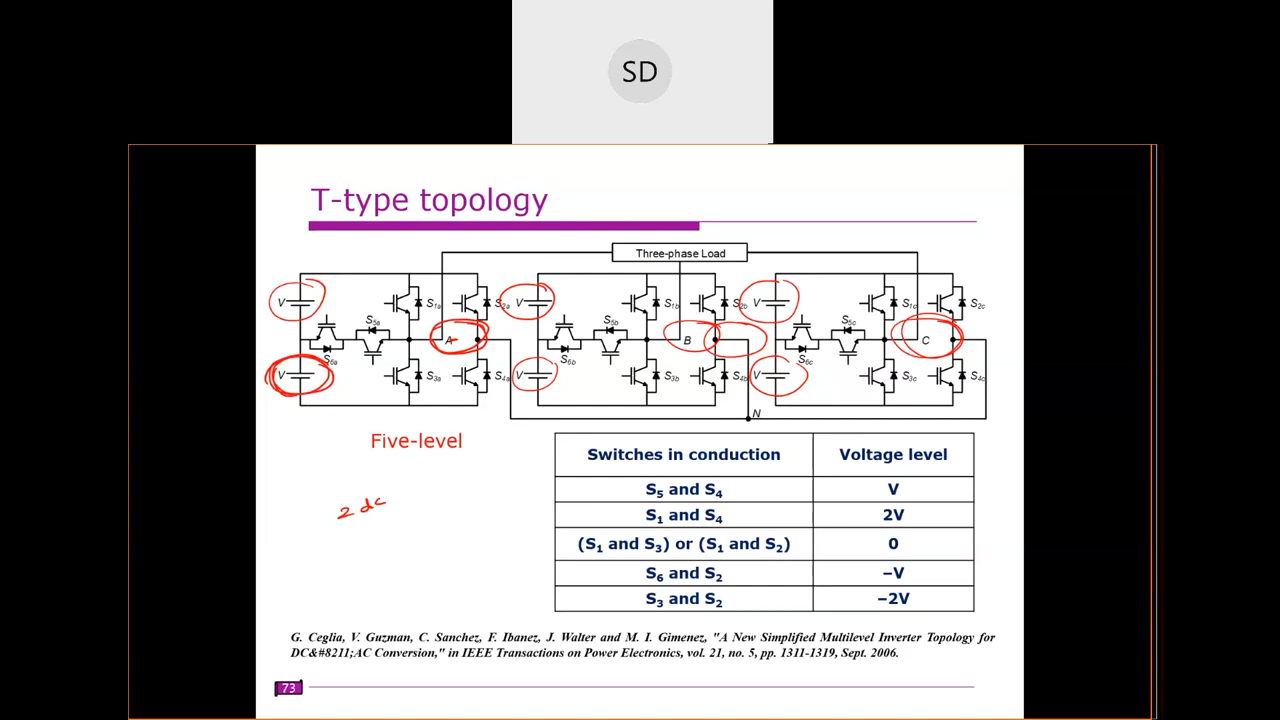 SD
T-type topology
Three-phase Load
V S1a S2a V S1b S2b V S1c S2c
S5a S5b S5c
A B C
S6a S6b S6c
V S3a S4a V S3b S4b V S3c S4c
N
Five-level
2 dc
Switches in conduction Voltage level
S5 and S4 V
S1 and S4 2V
(S1 and S3) or (S1 and S2) 0
S6 and S2 –V
S3 and S2 –2V
G. Ceglia, V. Guzman, C. Sanchez, F. Ibanez, J. Walter and M. I. Gimenez, "A New Simplified Multilevel Inverter Topology for
DC&#8211;AC Conversion," in IEEE Transactions on Power Electronics, vol. 21, no. 5, pp. 1311-1319, Sept. 2006.
73